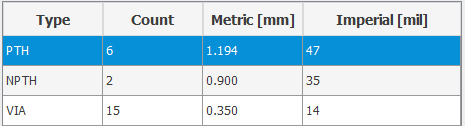 Type Count Metric [mm] Imperial [mil]
PTH 6 1.194 47
NPTH 2 0.900 35
VIA 15 0.350 14